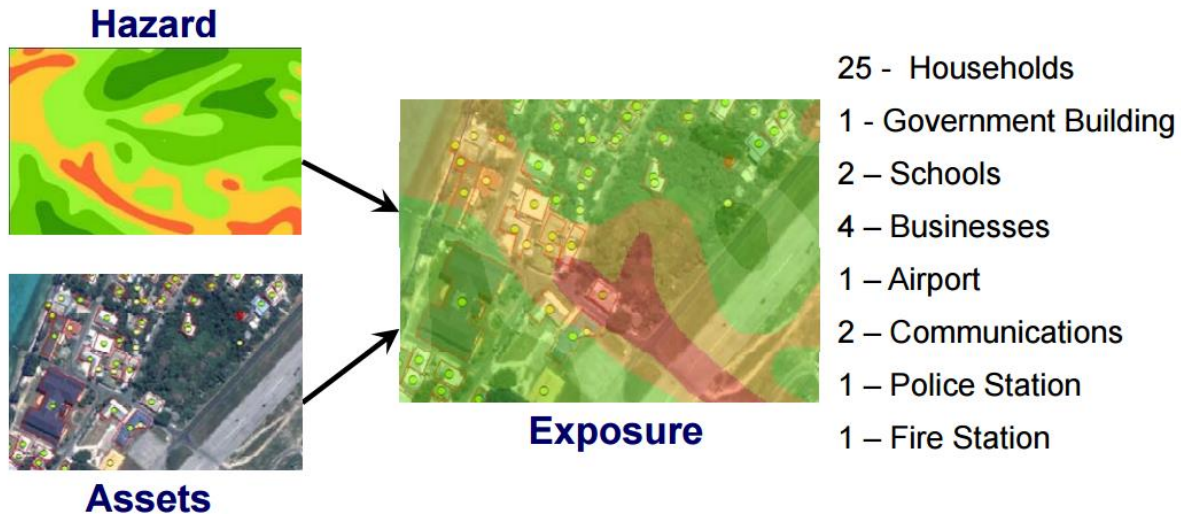 Hazard
Assets
Exposure
25 - Households
1 - Government Building
2 – Schools
4 – Businesses
1 – Airport
2 – Communications
1 – Police Station
1 – Fire Station